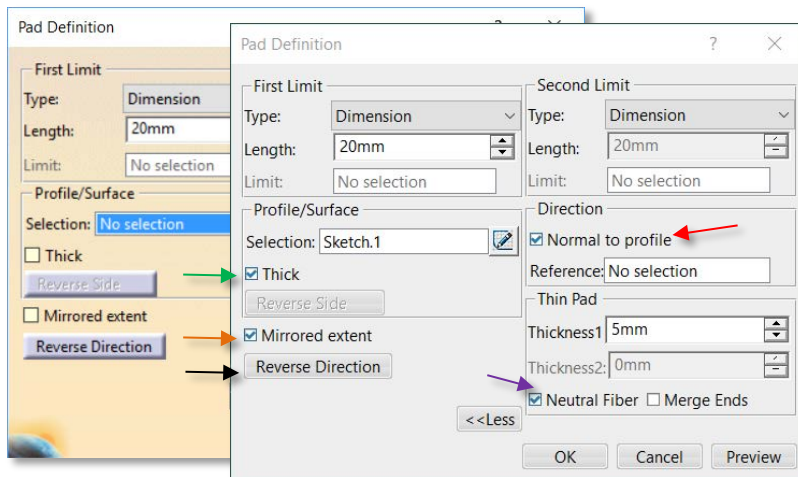 Pad Definition
First Limit
Type: Dimension
Length: 20mm
Limit: No selection
Profile/Surface
Selection: No selection
Thick
Reverse Side
Mirrored extent
Reverse Direction
Pad Definition ?
First Limit
Type: Dimension
Length: 20mm
Limit: No selection
Profile/Surface
Selection: Sketch.1
Thick
Reverse Side
Mirrored extent
Reverse Direction
<<Less
Second Limit
Type: Dimension
Length: 20mm
Limit: No selection
Direction
Normal to profile
Reference: No selection
Thin Pad
Thickness1 5mm
Thickness2: 0mm
Neutral Fiber Merge Ends
OK Cancel Preview